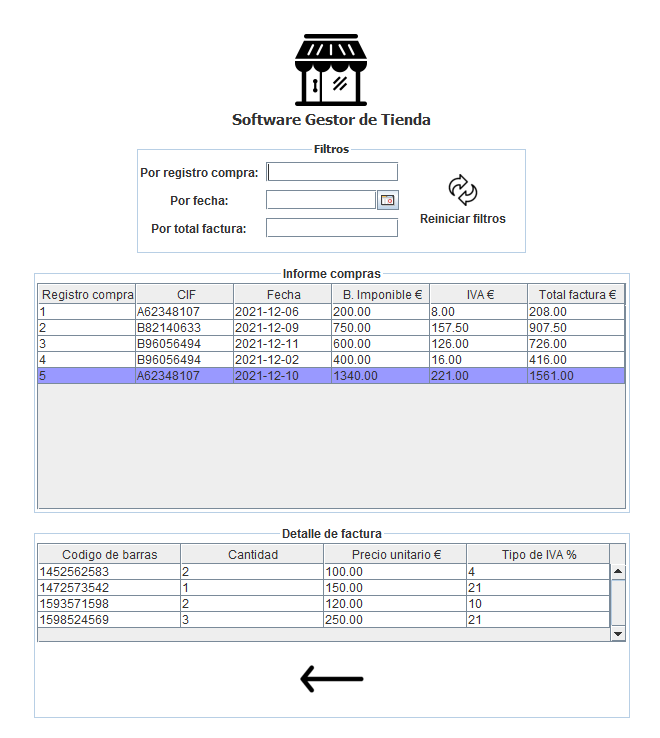 Software Gestor de Tienda
Filtros
Por registro compra:
Por fecha:
Por total factura:
Reiniciar filtros
Informe compras
Registro compra CIF Fecha B. Imponible € IVA € Total factura €
1 A62348107 2021-12-06 200.00 8.00 208.00
2 B82140633 2021-12-09 750.00 157.50 907.50
3 B96056494 2021-12-11 600.00 126.00 726.00
4 B96056494 2021-12-02 400.00 16.00 416.00
5 A62348107 2021-12-10 1340.00 221.00 1561.00
Detalle de factura
Codigo de barras Cantidad Precio unitario € Tipo de IVA %
1452562583 2 100.00 4
1472573542 1 150.00 21
1593571598 2 120.00 10
1598524569 3 250.00 21